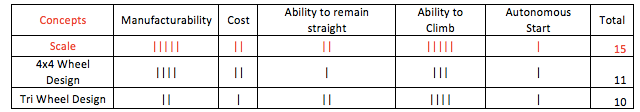 Concepts Manufacturability Cost Ability to remain straight Ability to Climb Autonomous Start Total
Scale ||||| || || ||||| | 15
4x4 Wheel Design |||| || | ||| | 11
Tri Wheel Design || | || |||| | 10